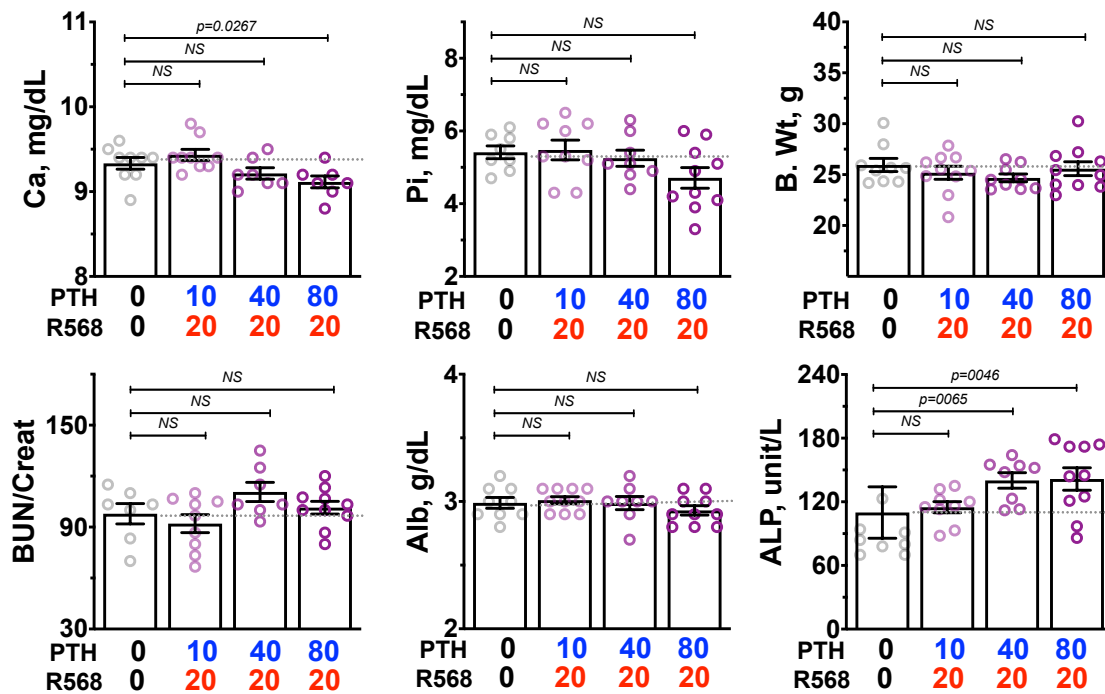 Ca, mg/dL
11
10
9
8
p=0.0267
NS
NS
PTH 0 10 40 80
R568 0 20 20 20
Pi, mg/dL
8
6
4
2
NS
NS
NS
PTH 0 10 40 80
R568 0 20 20 20
B. Wt, g
40
35
30
25
20
NS
NS
NS
PTH 0 10 40 80
R568 0 20 20 20
BUN/Creat
150
90
30
NS
NS
NS
PTH 0 10 40 80
R568 0 20 20 20
Alb, g/dL
4
3
2
NS
NS
NS
PTH 0 10 40 80
R568 0 20 20 20
ALP, unit/L
240
180
120
60
0
p=0046
p=0065
NS
PTH 0 10 40 80
R568 0 20 20 20